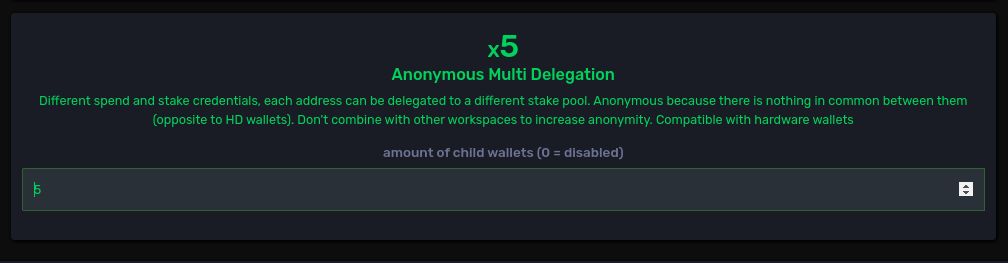 x5
Anonymous Multi Delegation
Different spend and stake credentials, each address can be delegated to a different stake pool. Anonymous because there is nothing in common between them
(opposite to HD wallets). Don't combine with other workspaces to increase anonymity. Compatible with hardware wallets
amount of child wallets (0 = disabled)
5